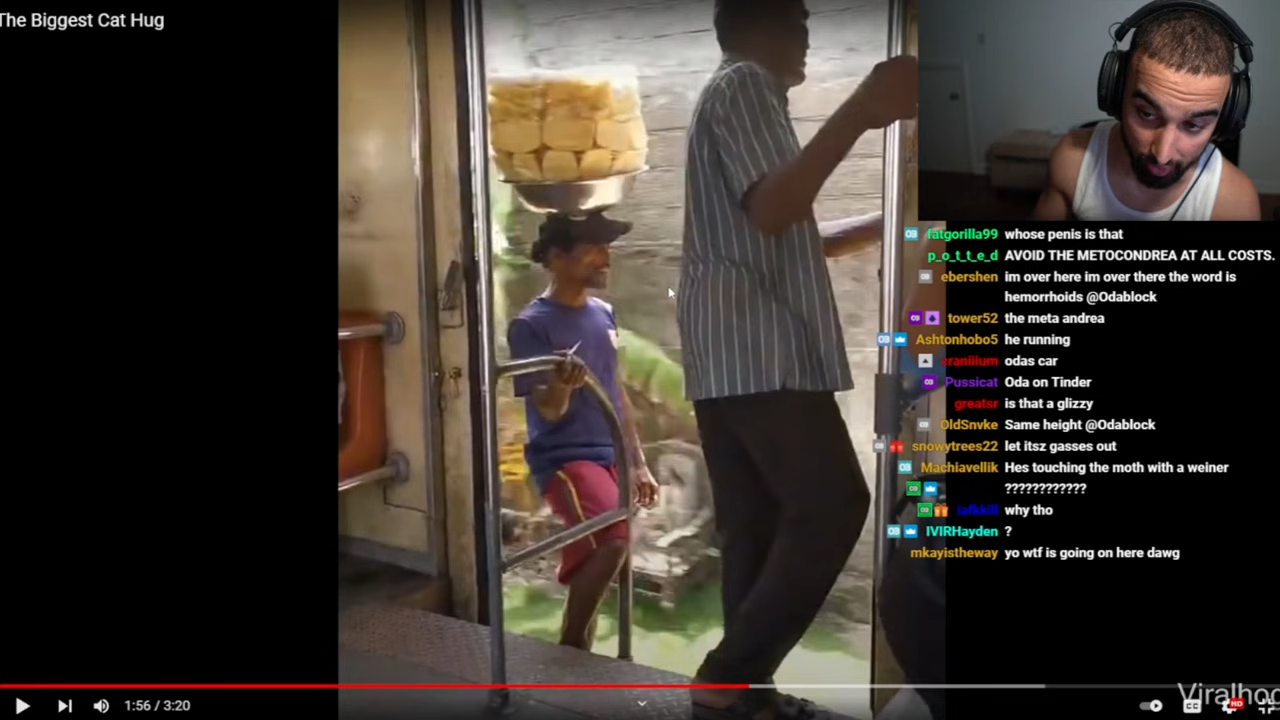 The Biggest Cat Hug
fatgorilla99 whose penis is that
p_o_t_t_e_d AVOID THE METOCONDREA AT ALL COSTS.
ebershen im over here im over there the word is
hemorrhoids @Odablock
tower52 the meta andrea
Ashtonhobo5 he running
craniiium odas car
Pussicat Oda on Tinder
greatsr is that a glizzy
OldSnvke Same height @Odablock
snowytrees22 let itsz gasses out
Machiavellik Hes touching the moth with a weiner
????????????
iafkkill why tho
IVIRHayden ?
mkayistheway yo wtf is going on here dawg
1:56 / 3:20
CC
HD